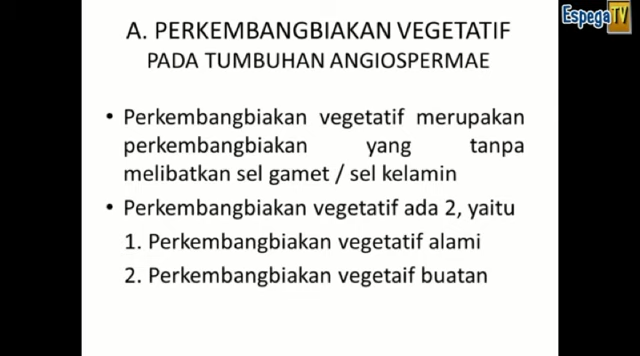 EspegaTV
A. PERKEMBANGBIAKAN VEGETATIF
PADA TUMBUHAN ANGIOSPERMAE
• Perkembangbiakan vegetatif merupakan
perkembangbiakan yang tanpa
melibatkan sel gamet / sel kelamin
• Perkembangbiakan vegetatif ada 2, yaitu
1. Perkembangbiakan vegetatif alami
2. Perkembangbiakan vegetaif buatan